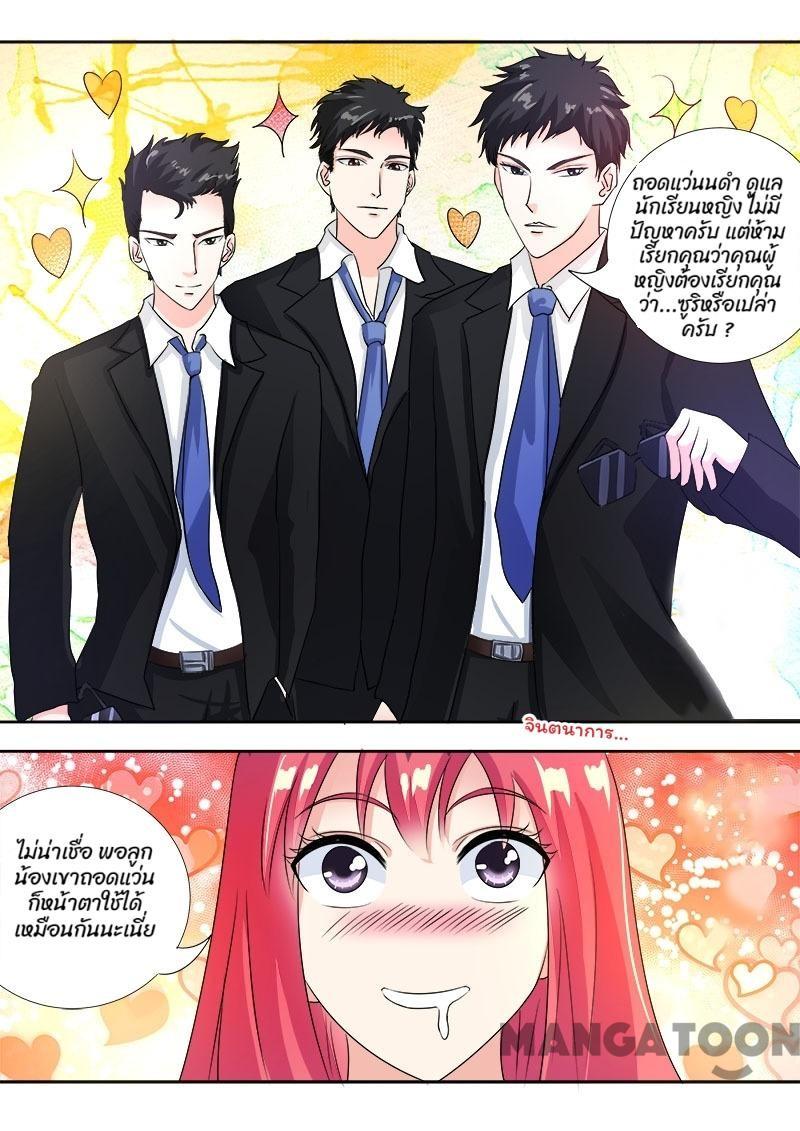 ถอดแว่นนดำ ดูแล
นักเรียนหญิง ไม่มี
ปัญหาครับ แต่ห้าม
เรียกคุณว่าคุณผู้
หญิงต้องเรียกคุณ
ว่า...ซูริหรือเปล่า
ครับ ?
จินตนาการ...
ไม่น่าเชื่อ พอลูก
น้องเขาถอดแว่น
ก็หน้าตาใช้ได้
เหมือนกันนะเนี่ย
MANGATOON